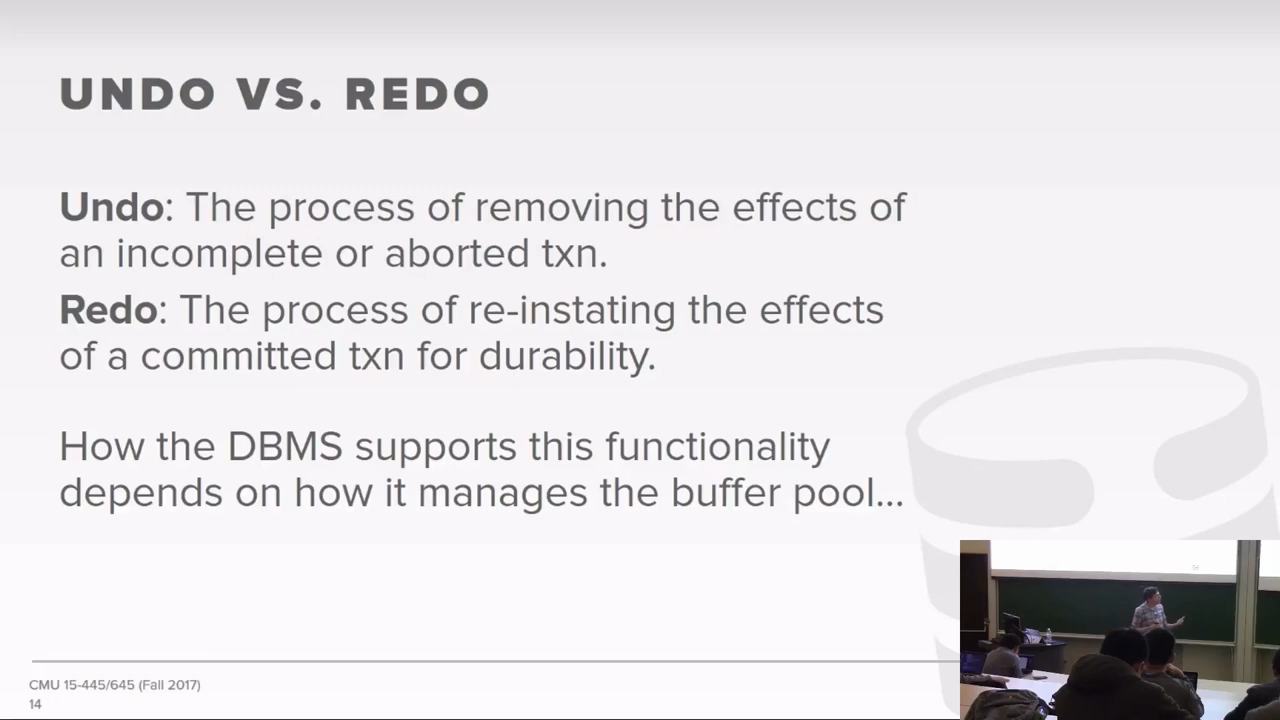 UNDO VS. REDO
Undo: The process of removing the effects of
an incomplete or aborted txn.
Redo: The process of re-instating the effects
of a committed txn for durability.
How the DBMS supports this functionality
depends on how it manages the buffer pool...
CMU 15-445/645 (Fall 2017)
14